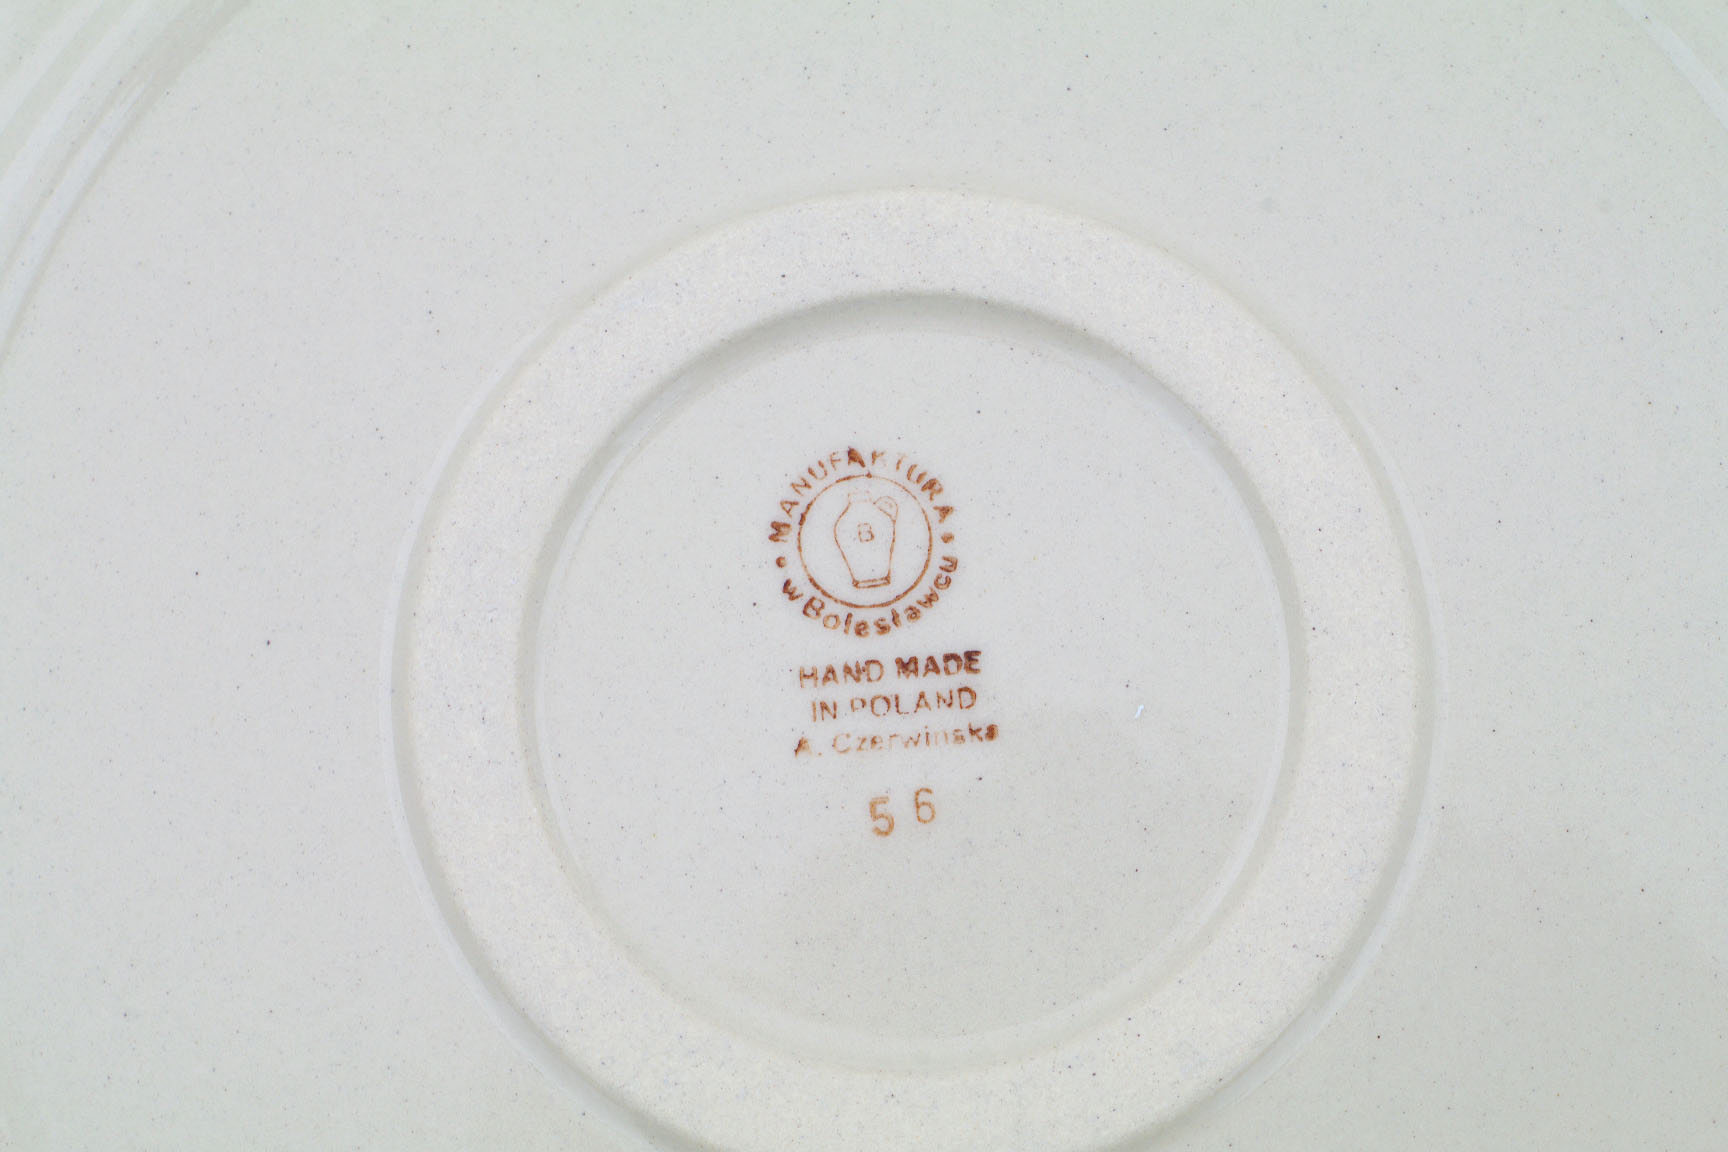 MANUFAKTURA
w Bolesławcu
B
HAND MADE
IN POLAND
A. Czerwinska
56